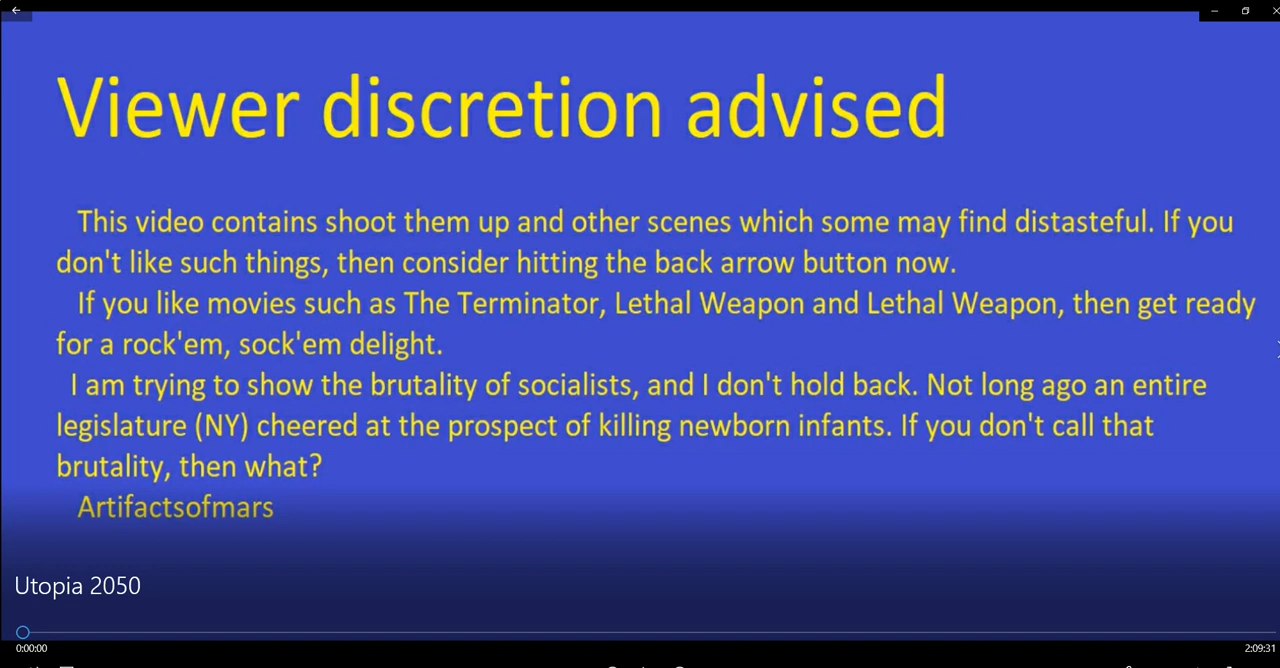 Viewer discretion advised
This video contains shoot them up and other scenes which some may find distasteful. If you
don't like such things, then consider hitting the back arrow button now.
If you like movies such as The Terminator, Lethal Weapon and Lethal Weapon, then get ready
for a rock'em, sock'em delight.
I am trying to show the brutality of socialists, and I don't hold back. Not long ago an entire
legislature (NY) cheered at the prospect of killing newborn infants. If you don't call that
brutality, then what?
Artifactsofmars
Utopia 2050
0:00:00
2:09:31